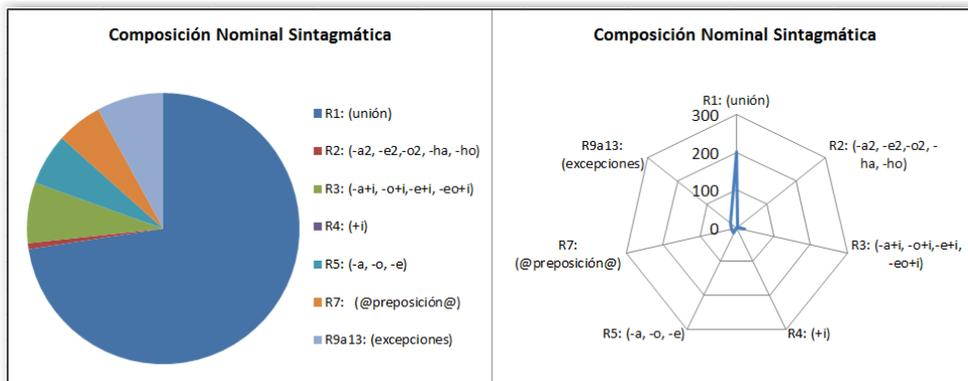 Composición Nominal Sintagmática
R1: (unión)
R2: (-a2, -e2,-o2, -ha, -ho)
R3: (-a+i, -o+i,-e+i, -eo+i)
R4: (+i)
R5: (-a, -o, -e)
R7: (@preposición@)
R9a13: (excepciones)
Composición Nominal Sintagmática
R1: (unión)
300
200
100
0
R2: (-a2, -e2,-o2, -
ha, -ho)
R3: (-a+i, -o+i,-e+i,
-eo+i)
R4: (+i)
R5: (-a, -o, -e)
R7:
(@preposición@)
R9a13:
(excepciones)